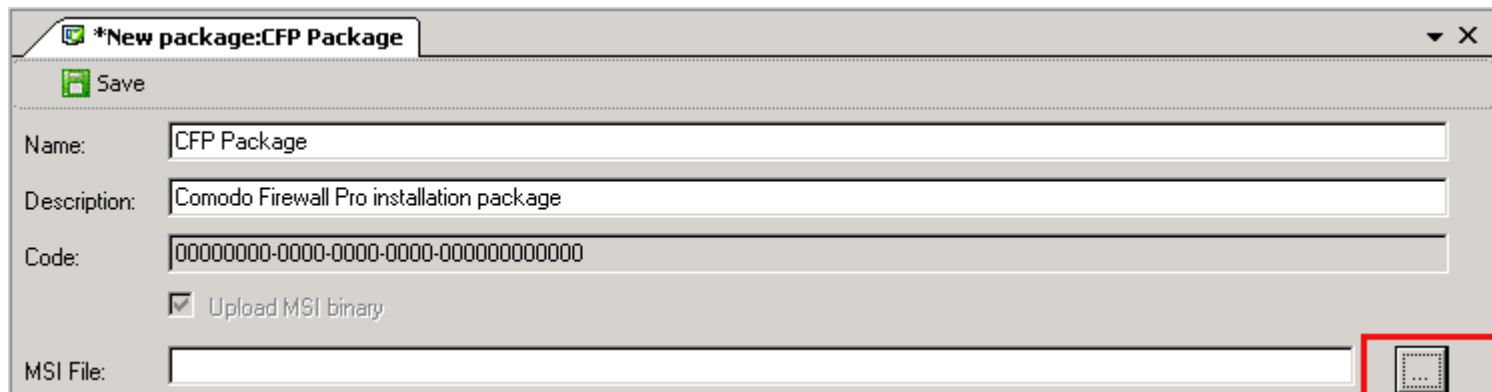 *New package:CFP Package
Save
Name: CFP Package
Description: Comodo Firewall Pro installation package
Code: 00000000-0000-0000-0000-000000000000
Upload MSI binary
MSI File: ...